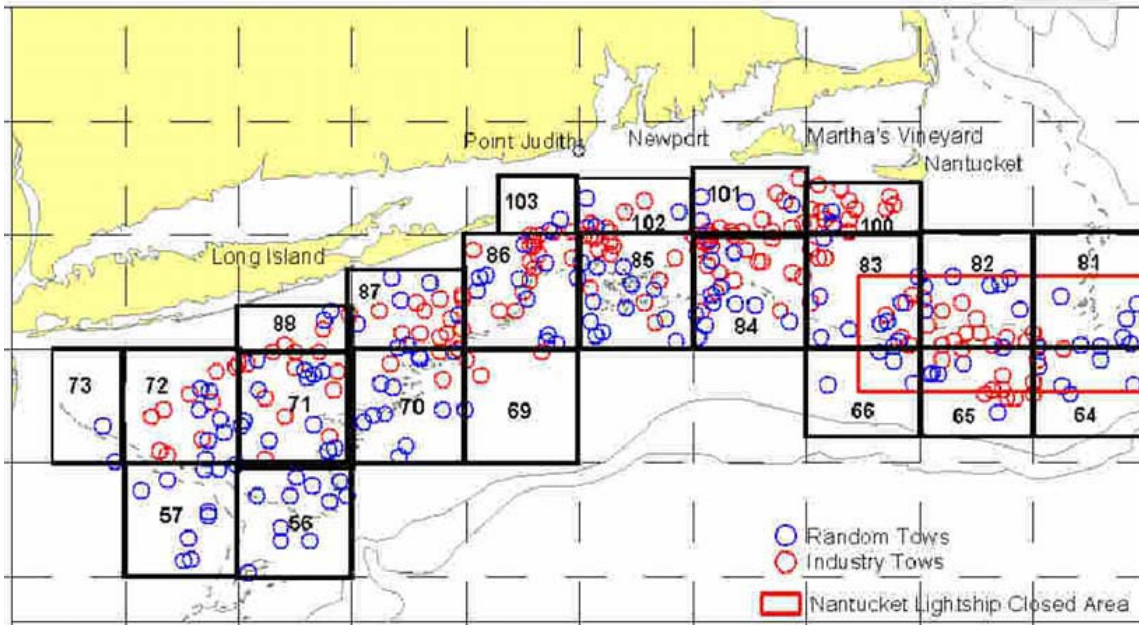 Point Judith
Newport
Martha's Vineyard
Nantucket
103
102
101
100
Long Island
86
85
84
83
82
81
87
88
73
72
71
70
69
66
65
64
57
56
Random Tows
Industry Tows
Nantucket Lightship Closed Area